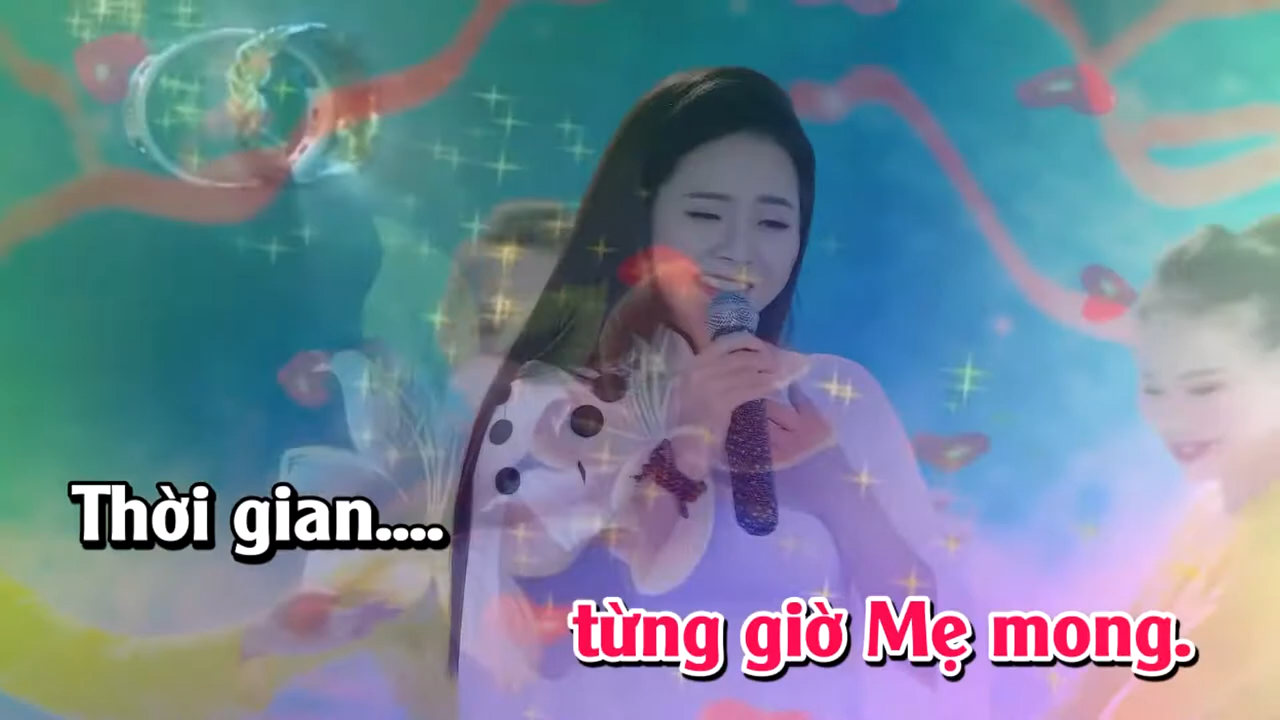 Thời gian....
từng giờ Mẹ mong.